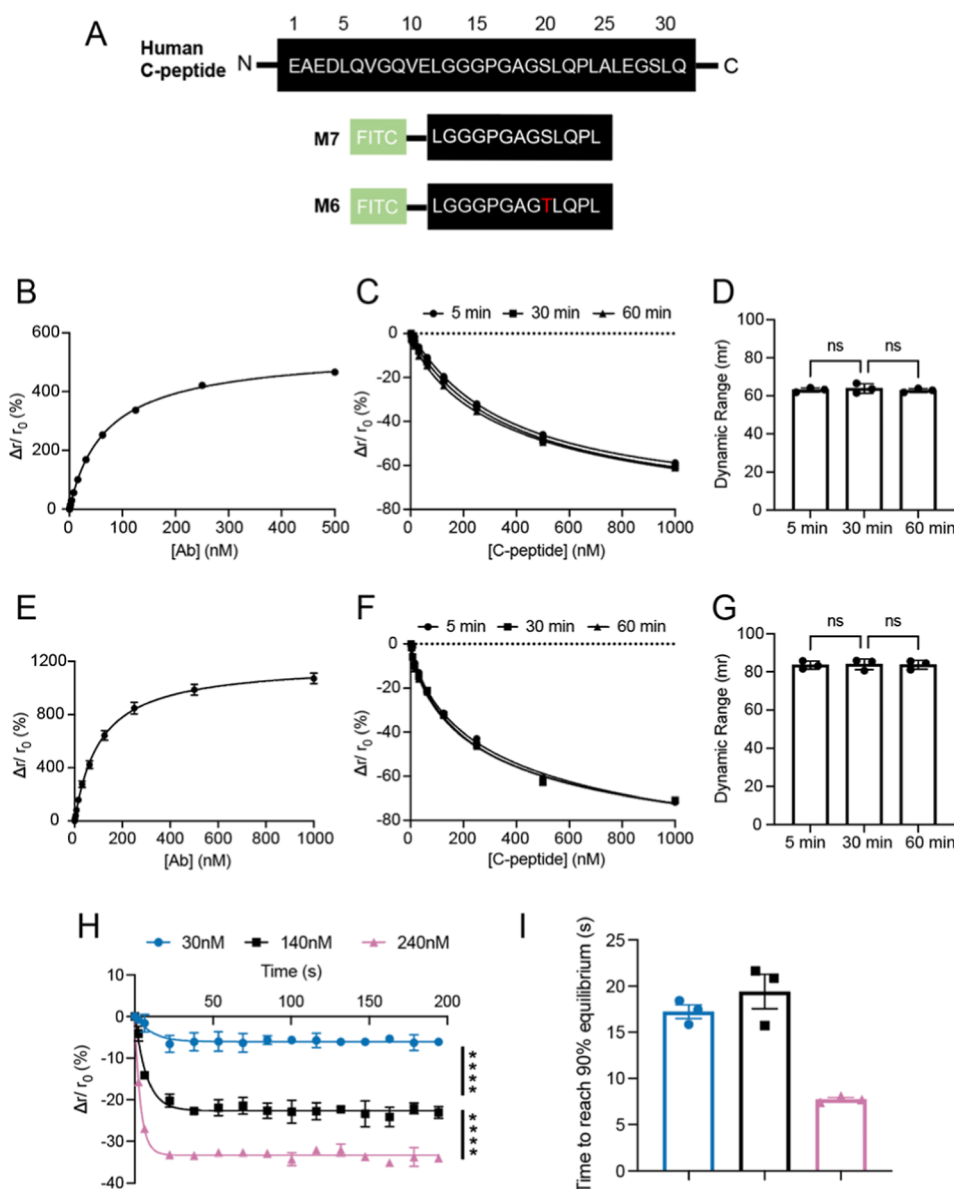 A
1 5 10 15 20 25 30
Human
C-peptide
N
EAEDLQVGQVELGGGPGAGSLQPLALEGSLQ
C
M7
FITC
LGGGPGAGSLQPL
M6
FITC
LGGGPGAGTLQPL
B
Δr/ r0 (%)
600
400
200
0
0 100 200 300 400 500
[Ab] (nM)
C
5 min 30 min 60 min
Δr/ r0 (%)
0
-20
-40
-60
-80
0 200 400 600 800 1000
[C-peptide] (nM)
D
Dynamic Range (mr)
100
80
60
40
20
0
ns ns
5 min 30 min 60 min
E
Δr/ r0 (%)
1200
800
400
0
0 200 400 600 800 1000
[Ab] (nM)
F
5 min 30 min 60 min
Δr/ r0 (%)
0
-20
-40
-60
-80
0 200 400 600 800 1000
[C-peptide] (nM)
G
Dynamic Range (mr)
100
80
60
40
20
0
ns ns
5 min 30 min 60 min
H
30nM 140nM 240nM
Time (s)
Δr/ r0 (%)
10
0
-10
-20
-30
-40
50 100 150 200
****
****
I
Time to reach 90% equilibrium (s)
25
20
15
10
5
0